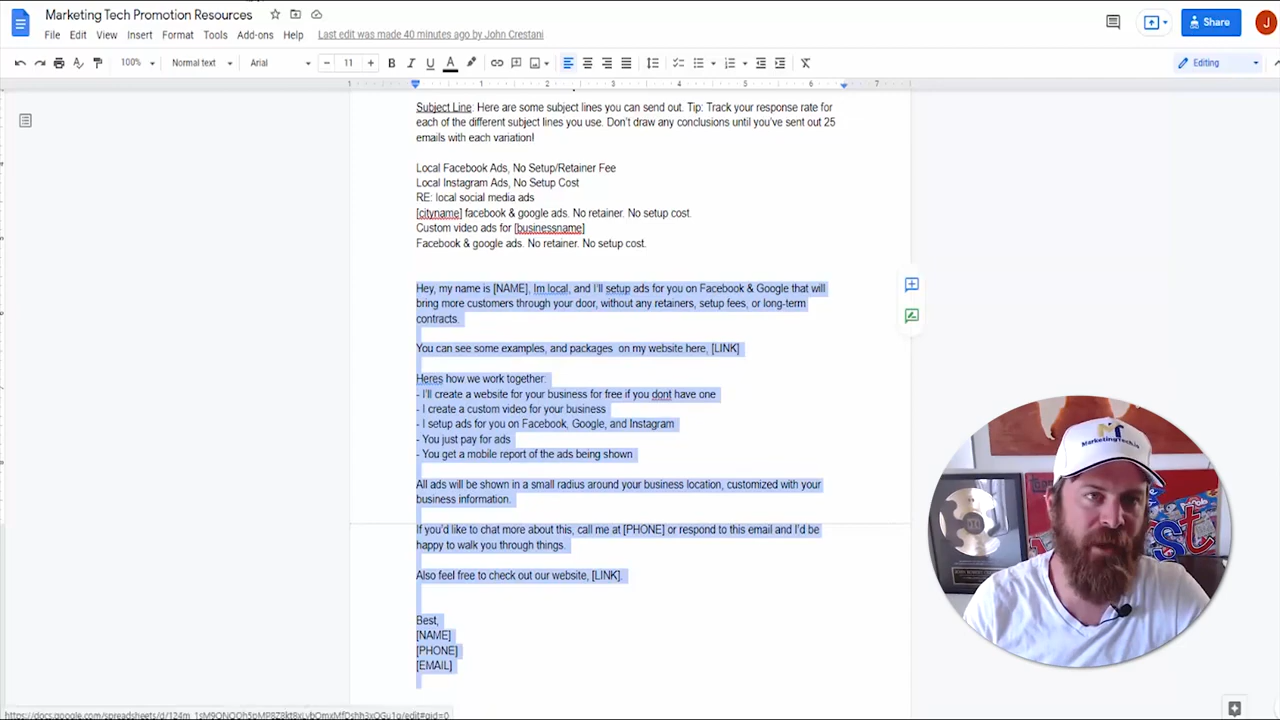 Marketing Tech Promotion Resources
File Edit View Insert Format Tools Add-ons Help Last edit was made 40 minutes ago by John Crestani
Share
J
100% Normal text Arial 11 B I U A Editing
1 1 2 3 4 5 6 7
Subject Line: Here are some subject lines you can send out. Tip: Track your response rate for
each of the different subject lines you use. Don't draw any conclusions until you've sent out 25
emails with each variation!
Local Facebook Ads, No Setup/Retainer Fee
Local Instagram Ads, No Setup Cost
RE: local social media ads
[cityname] facebook & google ads. No retainer. No setup cost.
Custom video ads for [businessname]
Facebook & google ads. No retainer. No setup cost.
Hey, my name is [NAME], Im local, and I'll setup ads for you on Facebook & Google that will
bring more customers through your door, without any retainers, setup fees, or long-term
contracts.
You can see some examples, and packages on my website here, [LINK]
Heres how we work together:
- I'll create a website for your business for free if you dont have one
- I create a custom video for your business
- I setup ads for you on Facebook, Google, and Instagram
- You just pay for ads
- You get a mobile report of the ads being shown
All ads will be shown in a small radius around your business location, customized with your
business information.
If you'd like to chat more about this, call me at [PHONE] or respond to this email and I'd be
happy to walk you through things.
Also feel free to check out our website, [LINK].
Best,
[NAME]
[PHONE]
[EMAIL]
MarketingTech.io